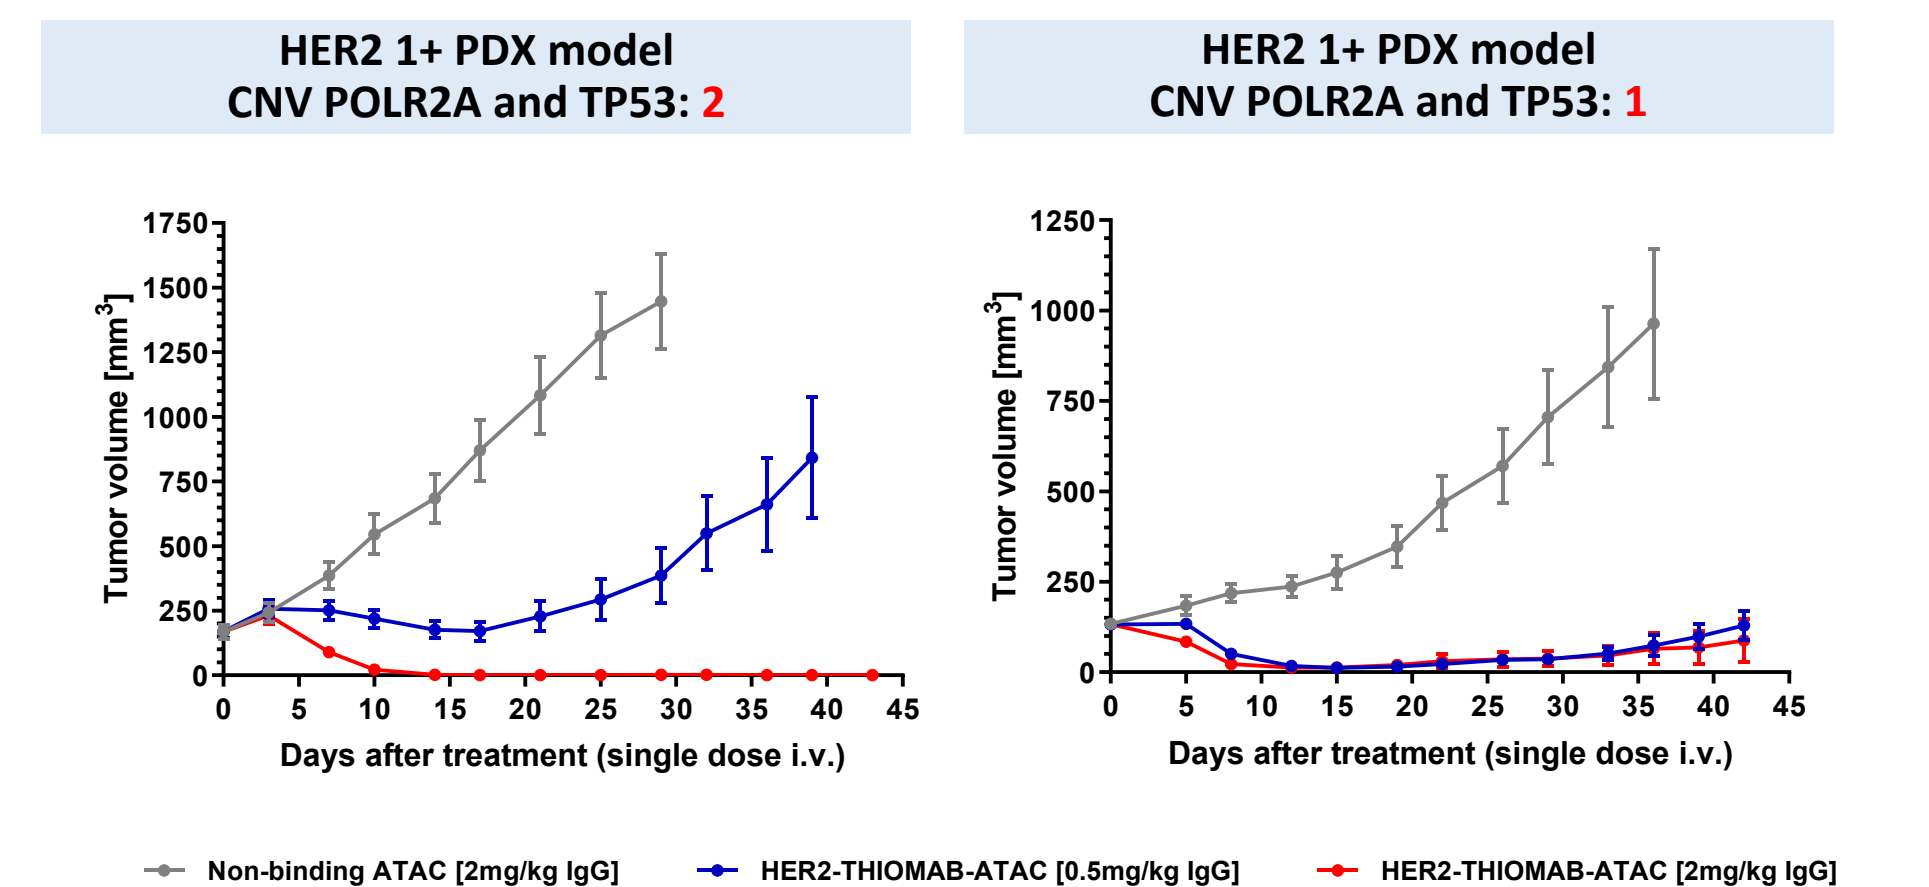 HER2 1+ PDX model
CNV POLR2A and TP53: 2
HER2 1+ PDX model
CNV POLR2A and TP53: 1
Tumor volume [mm³]
1750
1500
1250
1000
750
500
250
0
0 5 10 15 20 25 30 35 40 45
Days after treatment (single dose i.v.)
Tumor volume [mm³]
1250
1000
750
500
250
0
0 5 10 15 20 25 30 35 40 45
Days after treatment (single dose i.v.)
Non-binding ATAC [2mg/kg IgG] HER2-THIOMAB-ATAC [0.5mg/kg IgG] HER2-THIOMAB-ATAC [2mg/kg IgG]